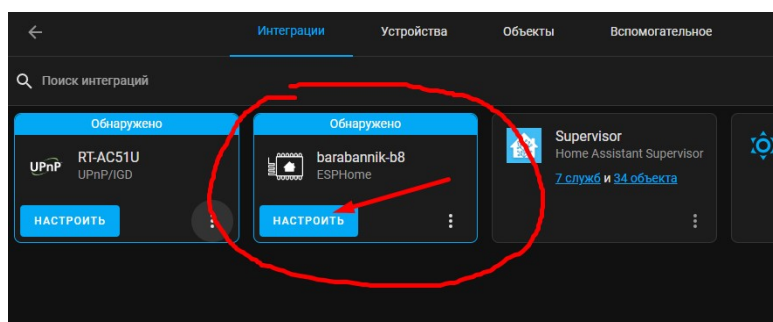 Интеграции Устройства Объекты Вспомогательное
Поиск интеграций
Обнаружено
UPnP
RT-AC51U
UPnP/IGD
НАСТРОИТЬ
Обнаружено
barabannik-b8
ESPHome
НАСТРОИТЬ
Supervisor
Home Assistant Supervisor
7 служб и 34 объекта